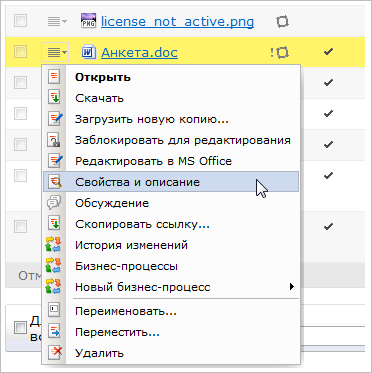 license_not_active.png
Анкета.doc
Открыть
Скачать
Загрузить новую копию...
Заблокировать для редактирования
Редактировать в MS Office
Свойства и описание
Обсуждение
Скопировать ссылку...
История изменений
Бизнес-процессы
Новый бизнес-процесс
Переименовать...
Переместить...
Удалить